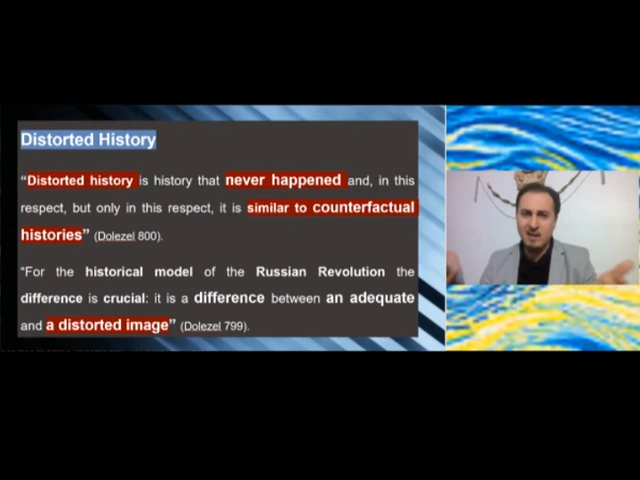 Distorted History
“Distorted history is history that never happened and, in this
respect, but only in this respect, it is similar to counterfactual
histories” (Dolezel 800).
“For the historical model of the Russian Revolution the
difference is crucial: it is a difference between an adequate
and a distorted image” (Dolezel 799).